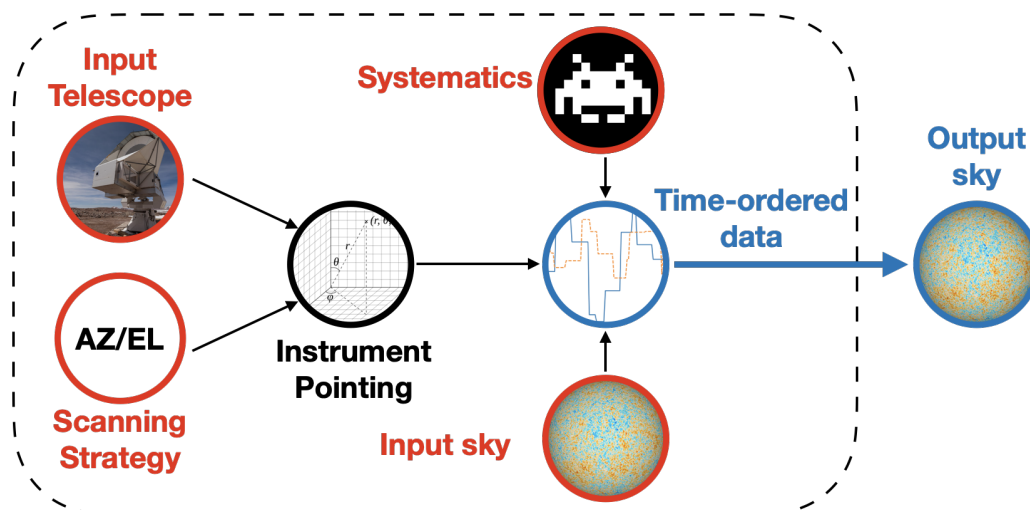 Input
Telescope
Systematics
Output
sky
Time-ordered
data
r
θ
φ
AZ/EL
Instrument
Pointing
Scanning
Strategy
Input sky